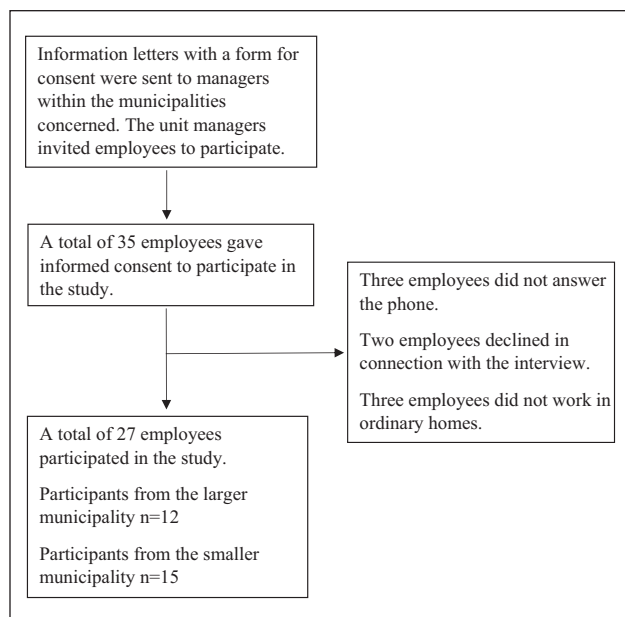 Information letters with a form for
consent were sent to managers
within the municipalities
concerned. The unit managers
invited employees to participate.
A total of 35 employees gave
informed consent to participate in
the study.
Three employees did not answer
the phone.
Two employees declined in
connection with the interview.
Three employees did not work in
ordinary homes.
A total of 27 employees
participated in the study.
Participants from the larger
municipality n=12
Participants from the smaller
municipality n=15